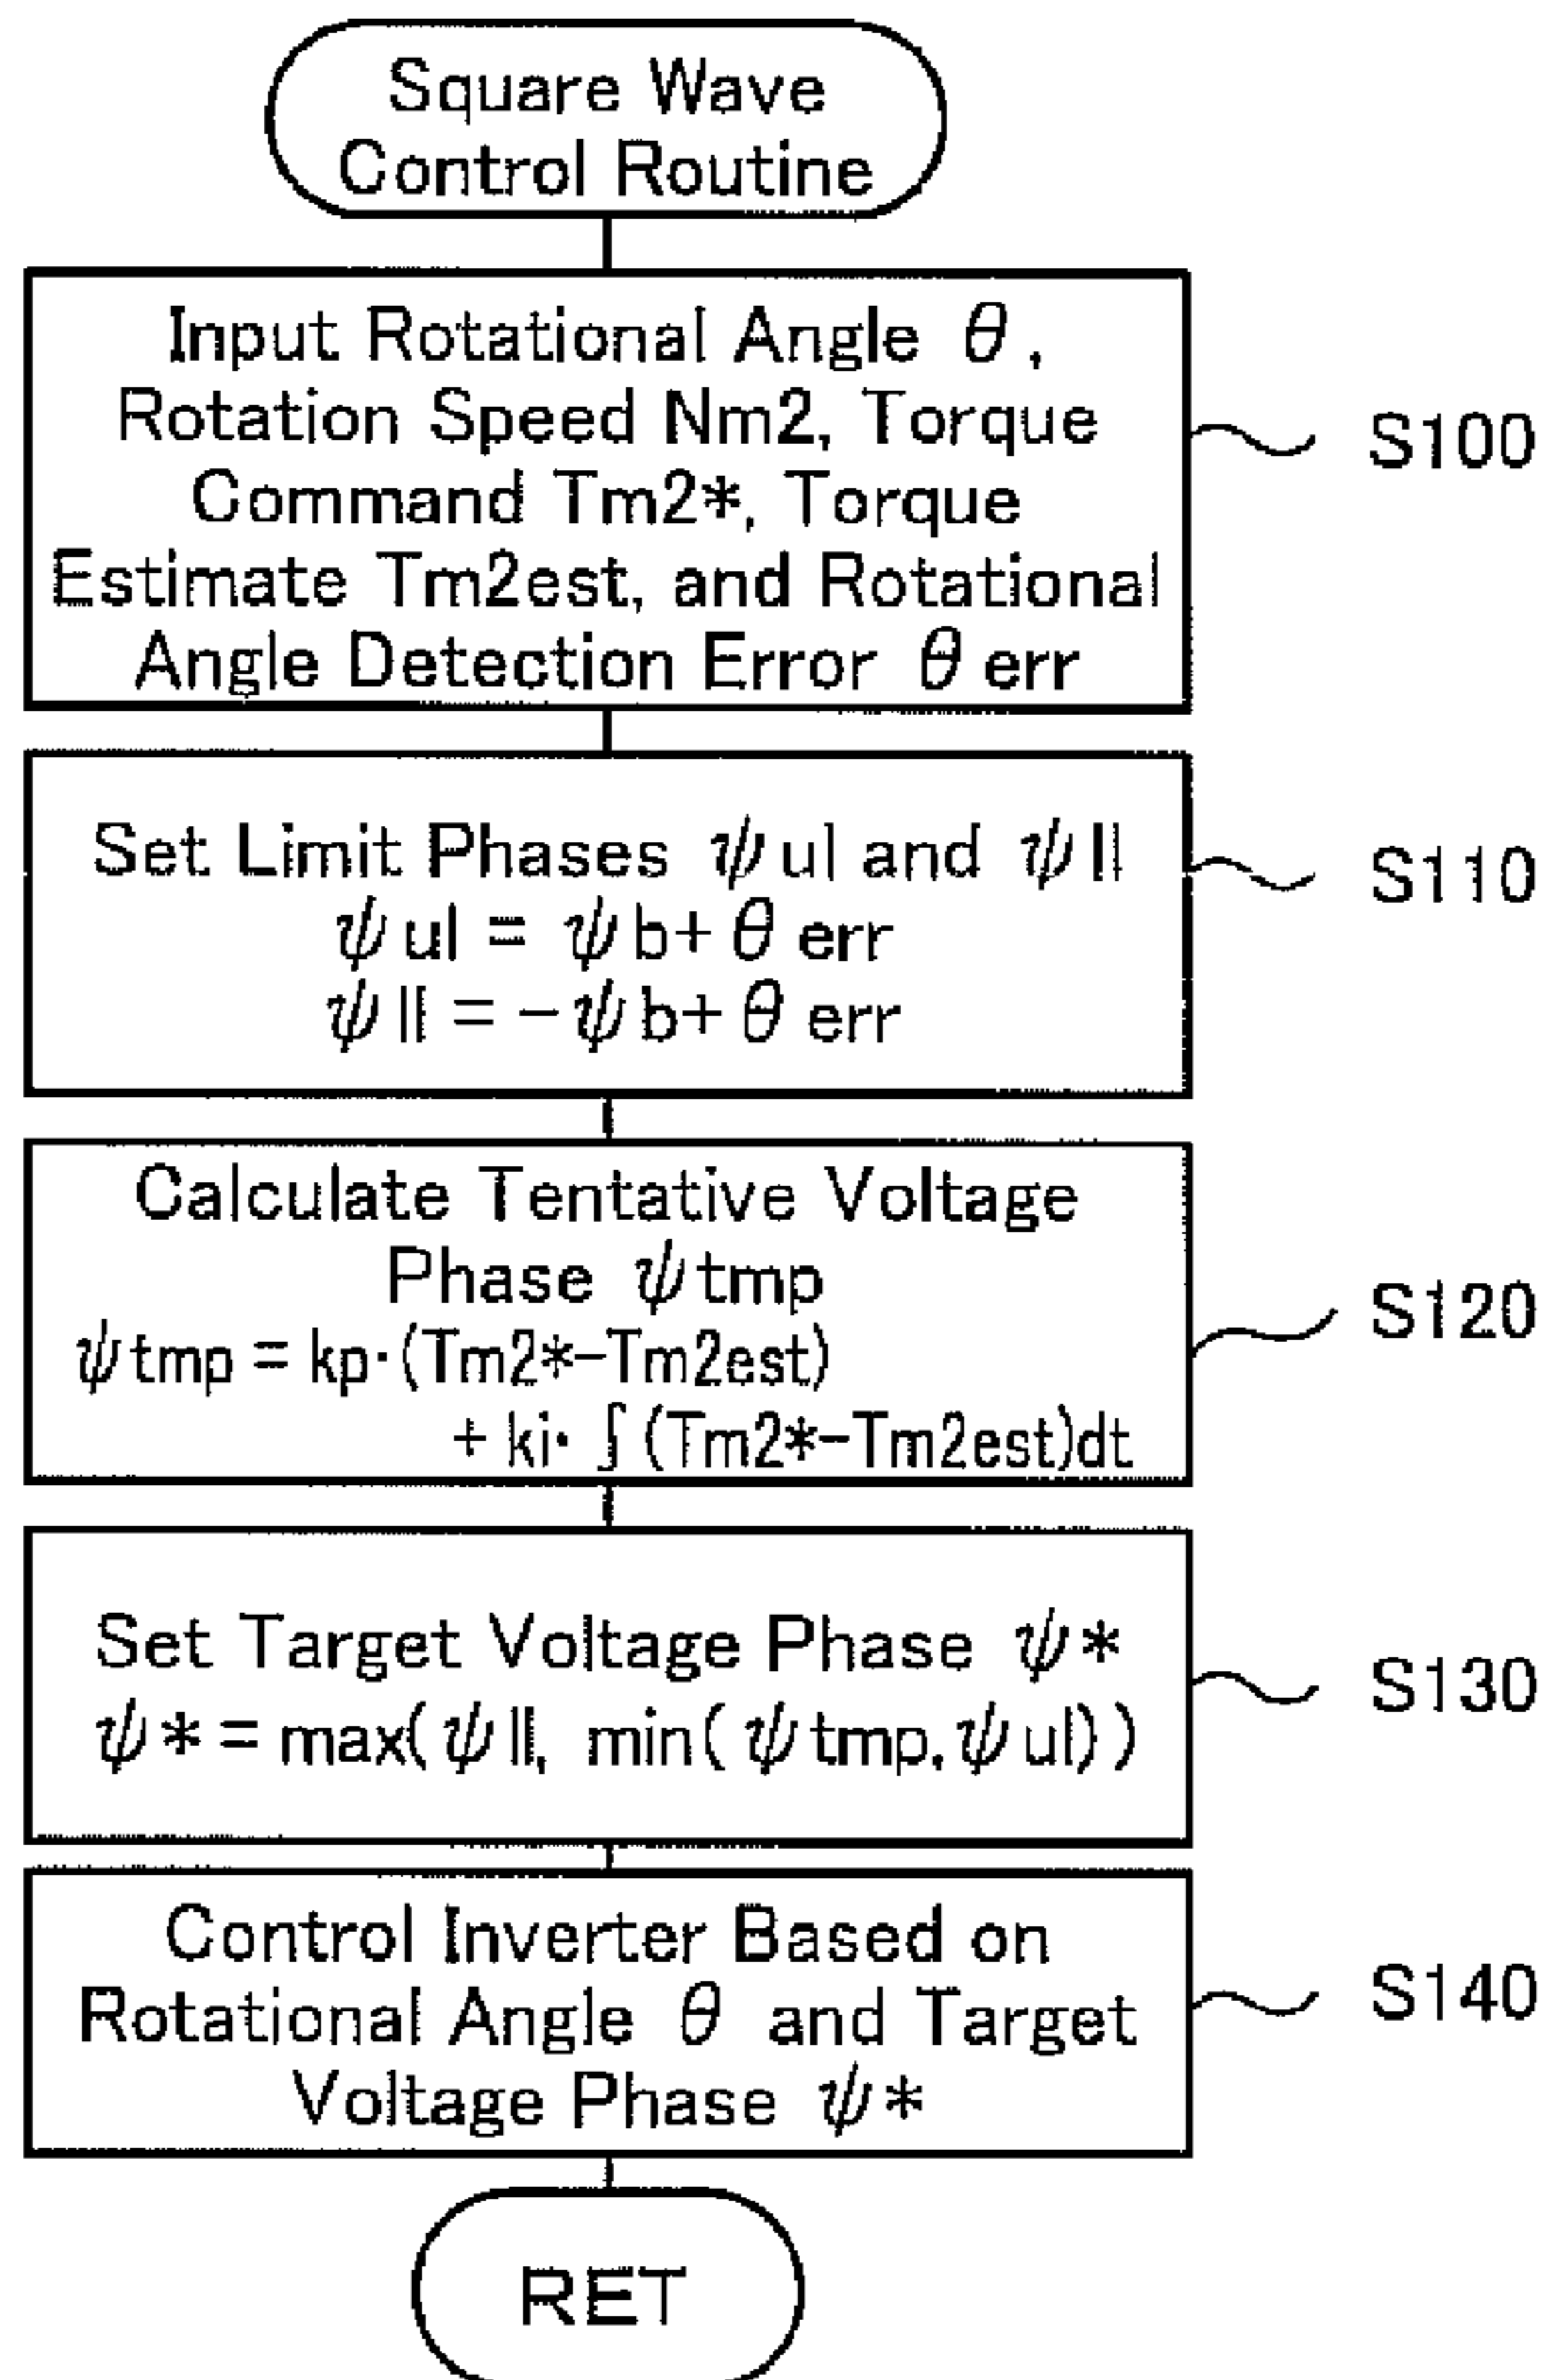 Square Wave
Control Routine
Input Rotational Angle θ,
Rotation Speed Nm2, Torque
Command Tm2*, Torque
Estimate Tm2est, and Rotational
Angle Detection Error θerr
S100
Set Limit Phases ψul and ψll
ψul = ψb+θerr
ψll = -ψb+θerr
S110
Calculate Tentative Voltage
Phase ψtmp
ψtmp = kp·(Tm2*-Tm2est)
+ ki·∫(Tm2*-Tm2est)dt
S120
Set Target Voltage Phase ψ*
ψ* = max(ψll, min(ψtmp,ψul))
S130
Control Inverter Based on
Rotational Angle θ and Target
Voltage Phase ψ*
S140
RET